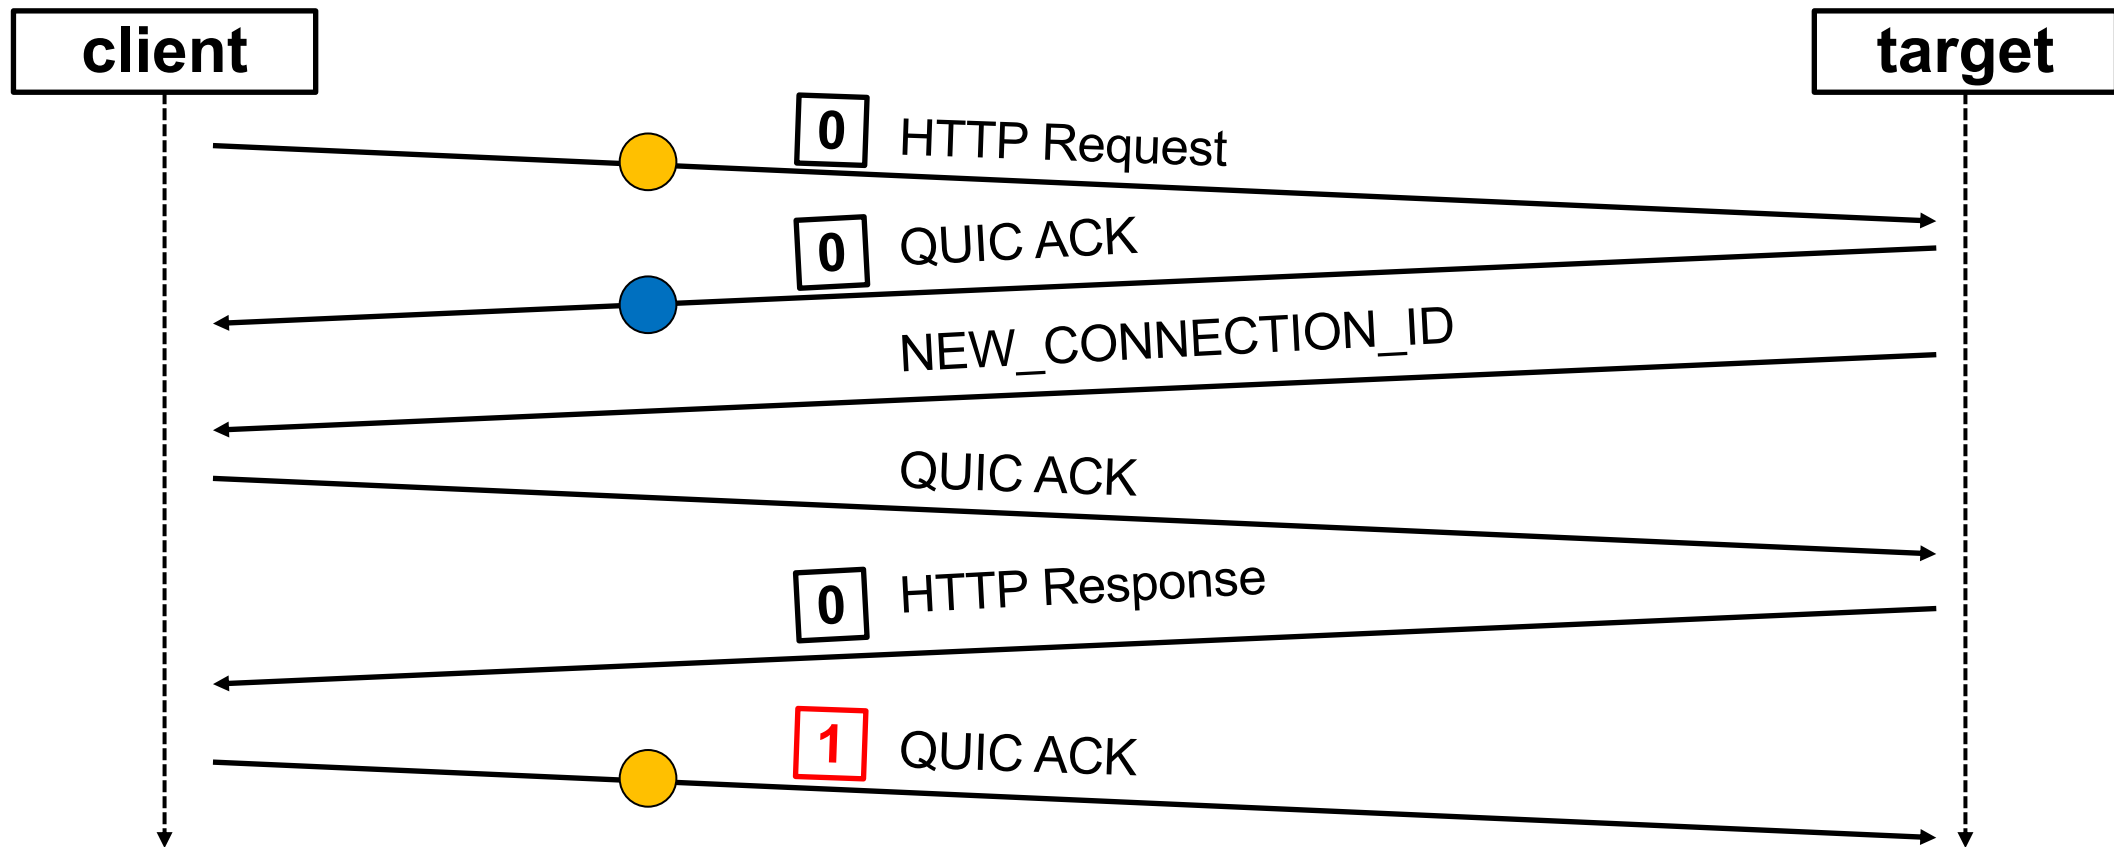 client
target
0 HTTP Request
0 QUIC ACK
NEW_CONNECTION_ID
QUIC ACK
0 HTTP Response
1 QUIC ACK